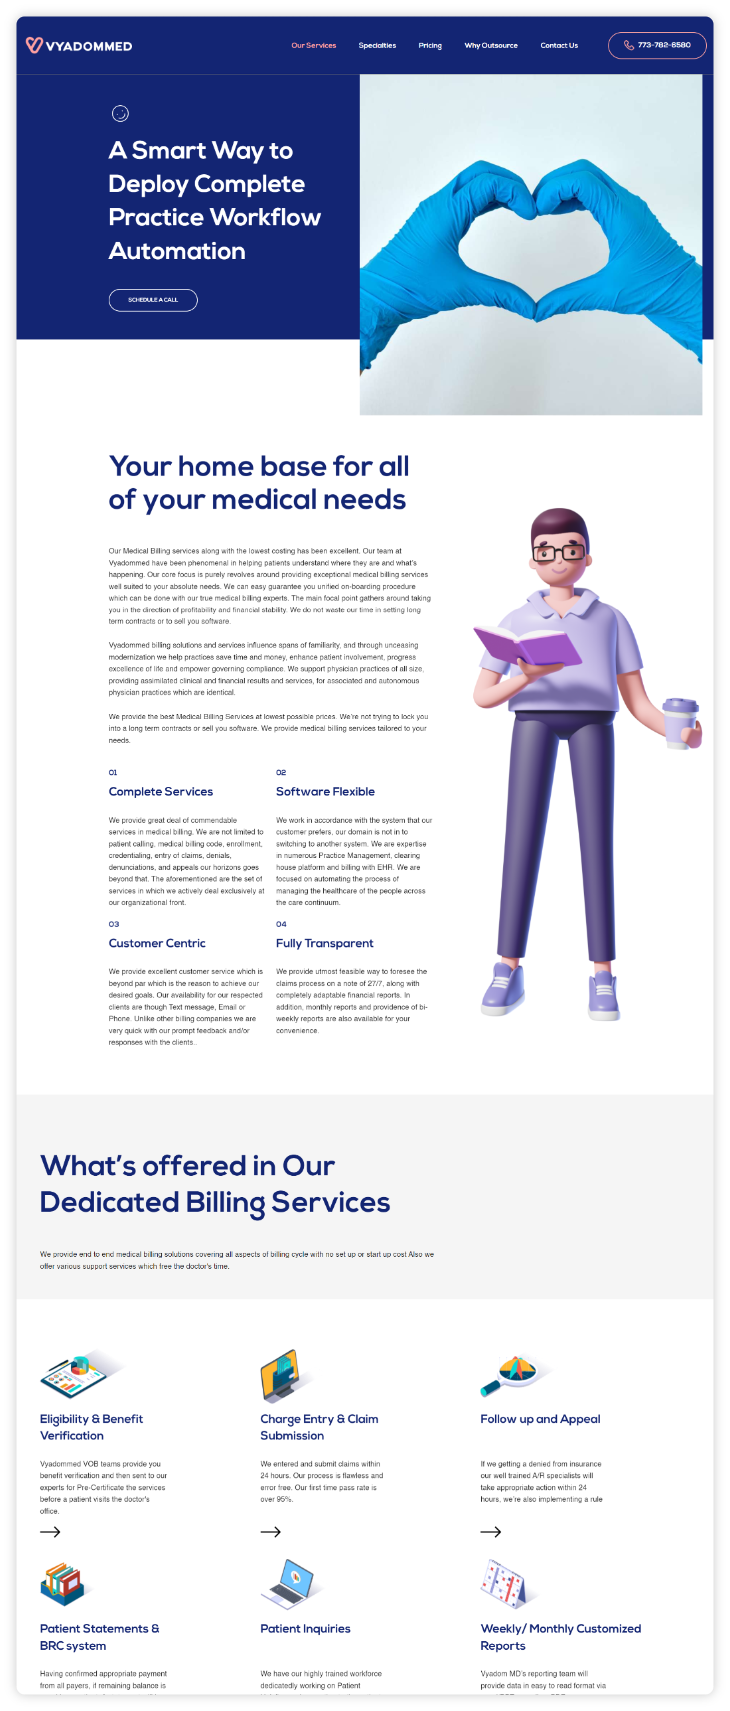 VYADOMMED
Our Services
Specialties
Pricing
Why Outsource
Contact Us
773-782-6580
A Smart Way to
Deploy Complete
Practice Workflow
Automation
SCHEDULE A CALL
Your home base for all
of your medical needs
Our Medical Billing services along with the lowest costing has been excellent. Our team at
Vyadommed have been phenomenal in helping patients understand where they are and what's
happening. Our core focus is purely revolves around providing exceptional medical billing services
well suited to your absolute needs. We can easy guarantee you unified on-boarding procedure
which can be done with our true medical billing experts. The main focal point gathers around taking
you in the direction of profitability and financial stability. We do not waste our time in setting long
term contracts or to sell you software.
Vyadommed billing solutions and services influence spans of familiarity, and through unceasing
modernization we help practices save time and money, enhance patient involvement, progress
excellence of life and empower governing compliance. We support physician practices of all size,
providing assimilated clinical and financial results and services, for associated and autonomous
physician practices which are identical.
We provide the best Medical Billing Services at lowest possible prices. We're not trying to lock you
into a long term contracts or sell you software. We provide medical billing services tailored to your
needs.
01
Complete Services
We provide great deal of commendable
services in medical billing. We are not limited to
patient calling, medical billing code, enrollment,
credentialing, entry of claims, denials,
denunciations, and appeals our horizons goes
beyond that. The aforementioned are the set of
services in which we actively deal exclusively at
our organizational front.
02
Software Flexible
We work in accordance with the system that our
customer prefers, our domain is not in to
switching to another system. We are expertise
in numerous Practice Management, clearing
house platform and billing with EHR. We are
focused on automating the process of
managing the healthcare of the people across
the care continuum.
03
Customer Centric
We provide excellent customer service which is
beyond par which is the reason to achieve our
desired goals. Our availability for our respected
clients are though Text message, Email or
Phone. Unlike other billing companies we are
very quick with our prompt feedback and/or
responses with the clients..
04
Fully Transparent
We provide utmost feasible way to foresee the
claims process on a note of 27/7, along with
completely adaptable financial reports. In
addition, monthly reports and providence of bi-
weekly reports are also available for your
convenience.
What's offered in Our
Dedicated Billing Services
We provide end to end medical billing solutions covering all aspects of billing cycle with no set up or start up cost Also we
offer various support services which free the doctor's time.
Eligibility & Benefit
Verification
Vyadommed VOB teams provide you
benefit verification and then sent to our
experts for Pre-Certificate the services
before a patient visits the doctor's
office.
Charge Entry & Claim
Submission
We entered and submit claims within
24 hours. Our process is flawless and
error free. Our first time pass rate is
over 95%.
Follow up and Appeal
If we getting a denied from insurance
our well trained A/R specialists will
take appropriate action within 24
hours, we're also implementing a rule
Patient Statements &
BRC system
Having confirmed appropriate payment
from all payers, if remaining balance is
Patient Inquiries
We have our highly trained workforce
dedicatedly working on Patient
Weekly/ Monthly Customized
Reports
Vyadom MD's reporting team will
provide data in easy to read format via